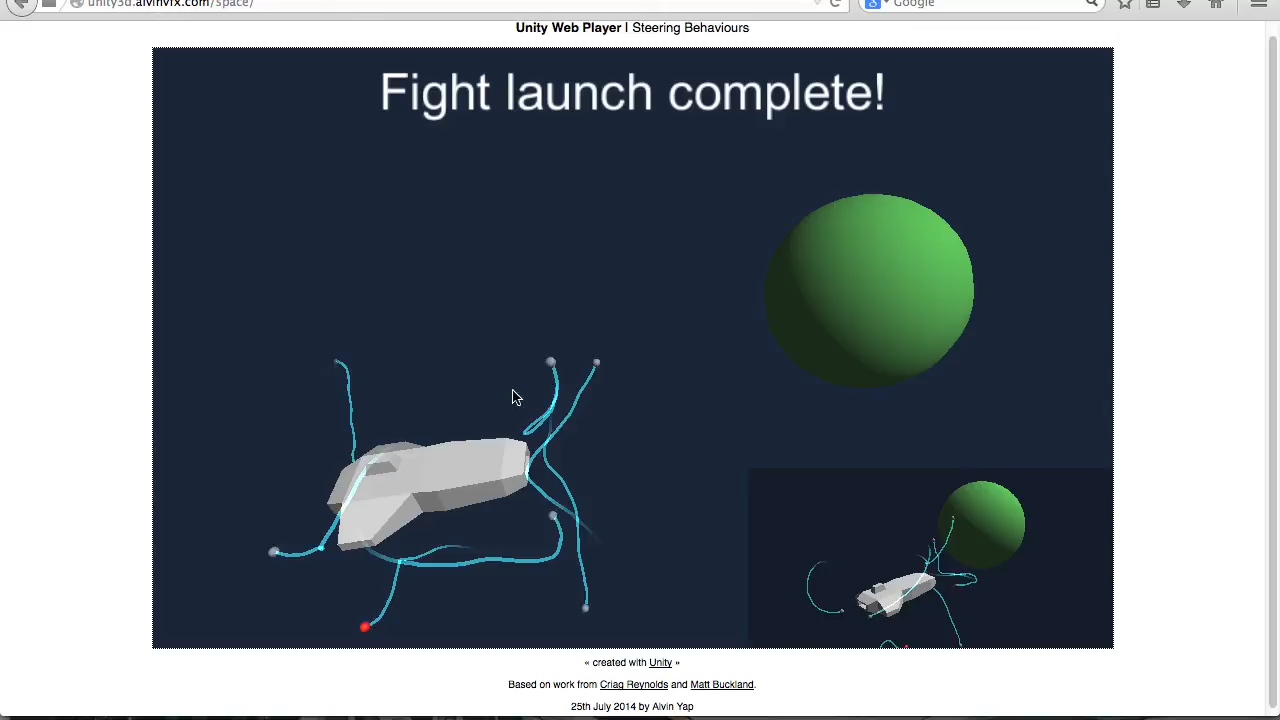 unity3d.alvinvfx.com/space/
Google
Unity Web Player | Steering Behaviours
Fight launch complete!
« created with Unity »
Based on work from Criag Reynolds and Matt Buckland.
25th July 2014 by Alvin Yap